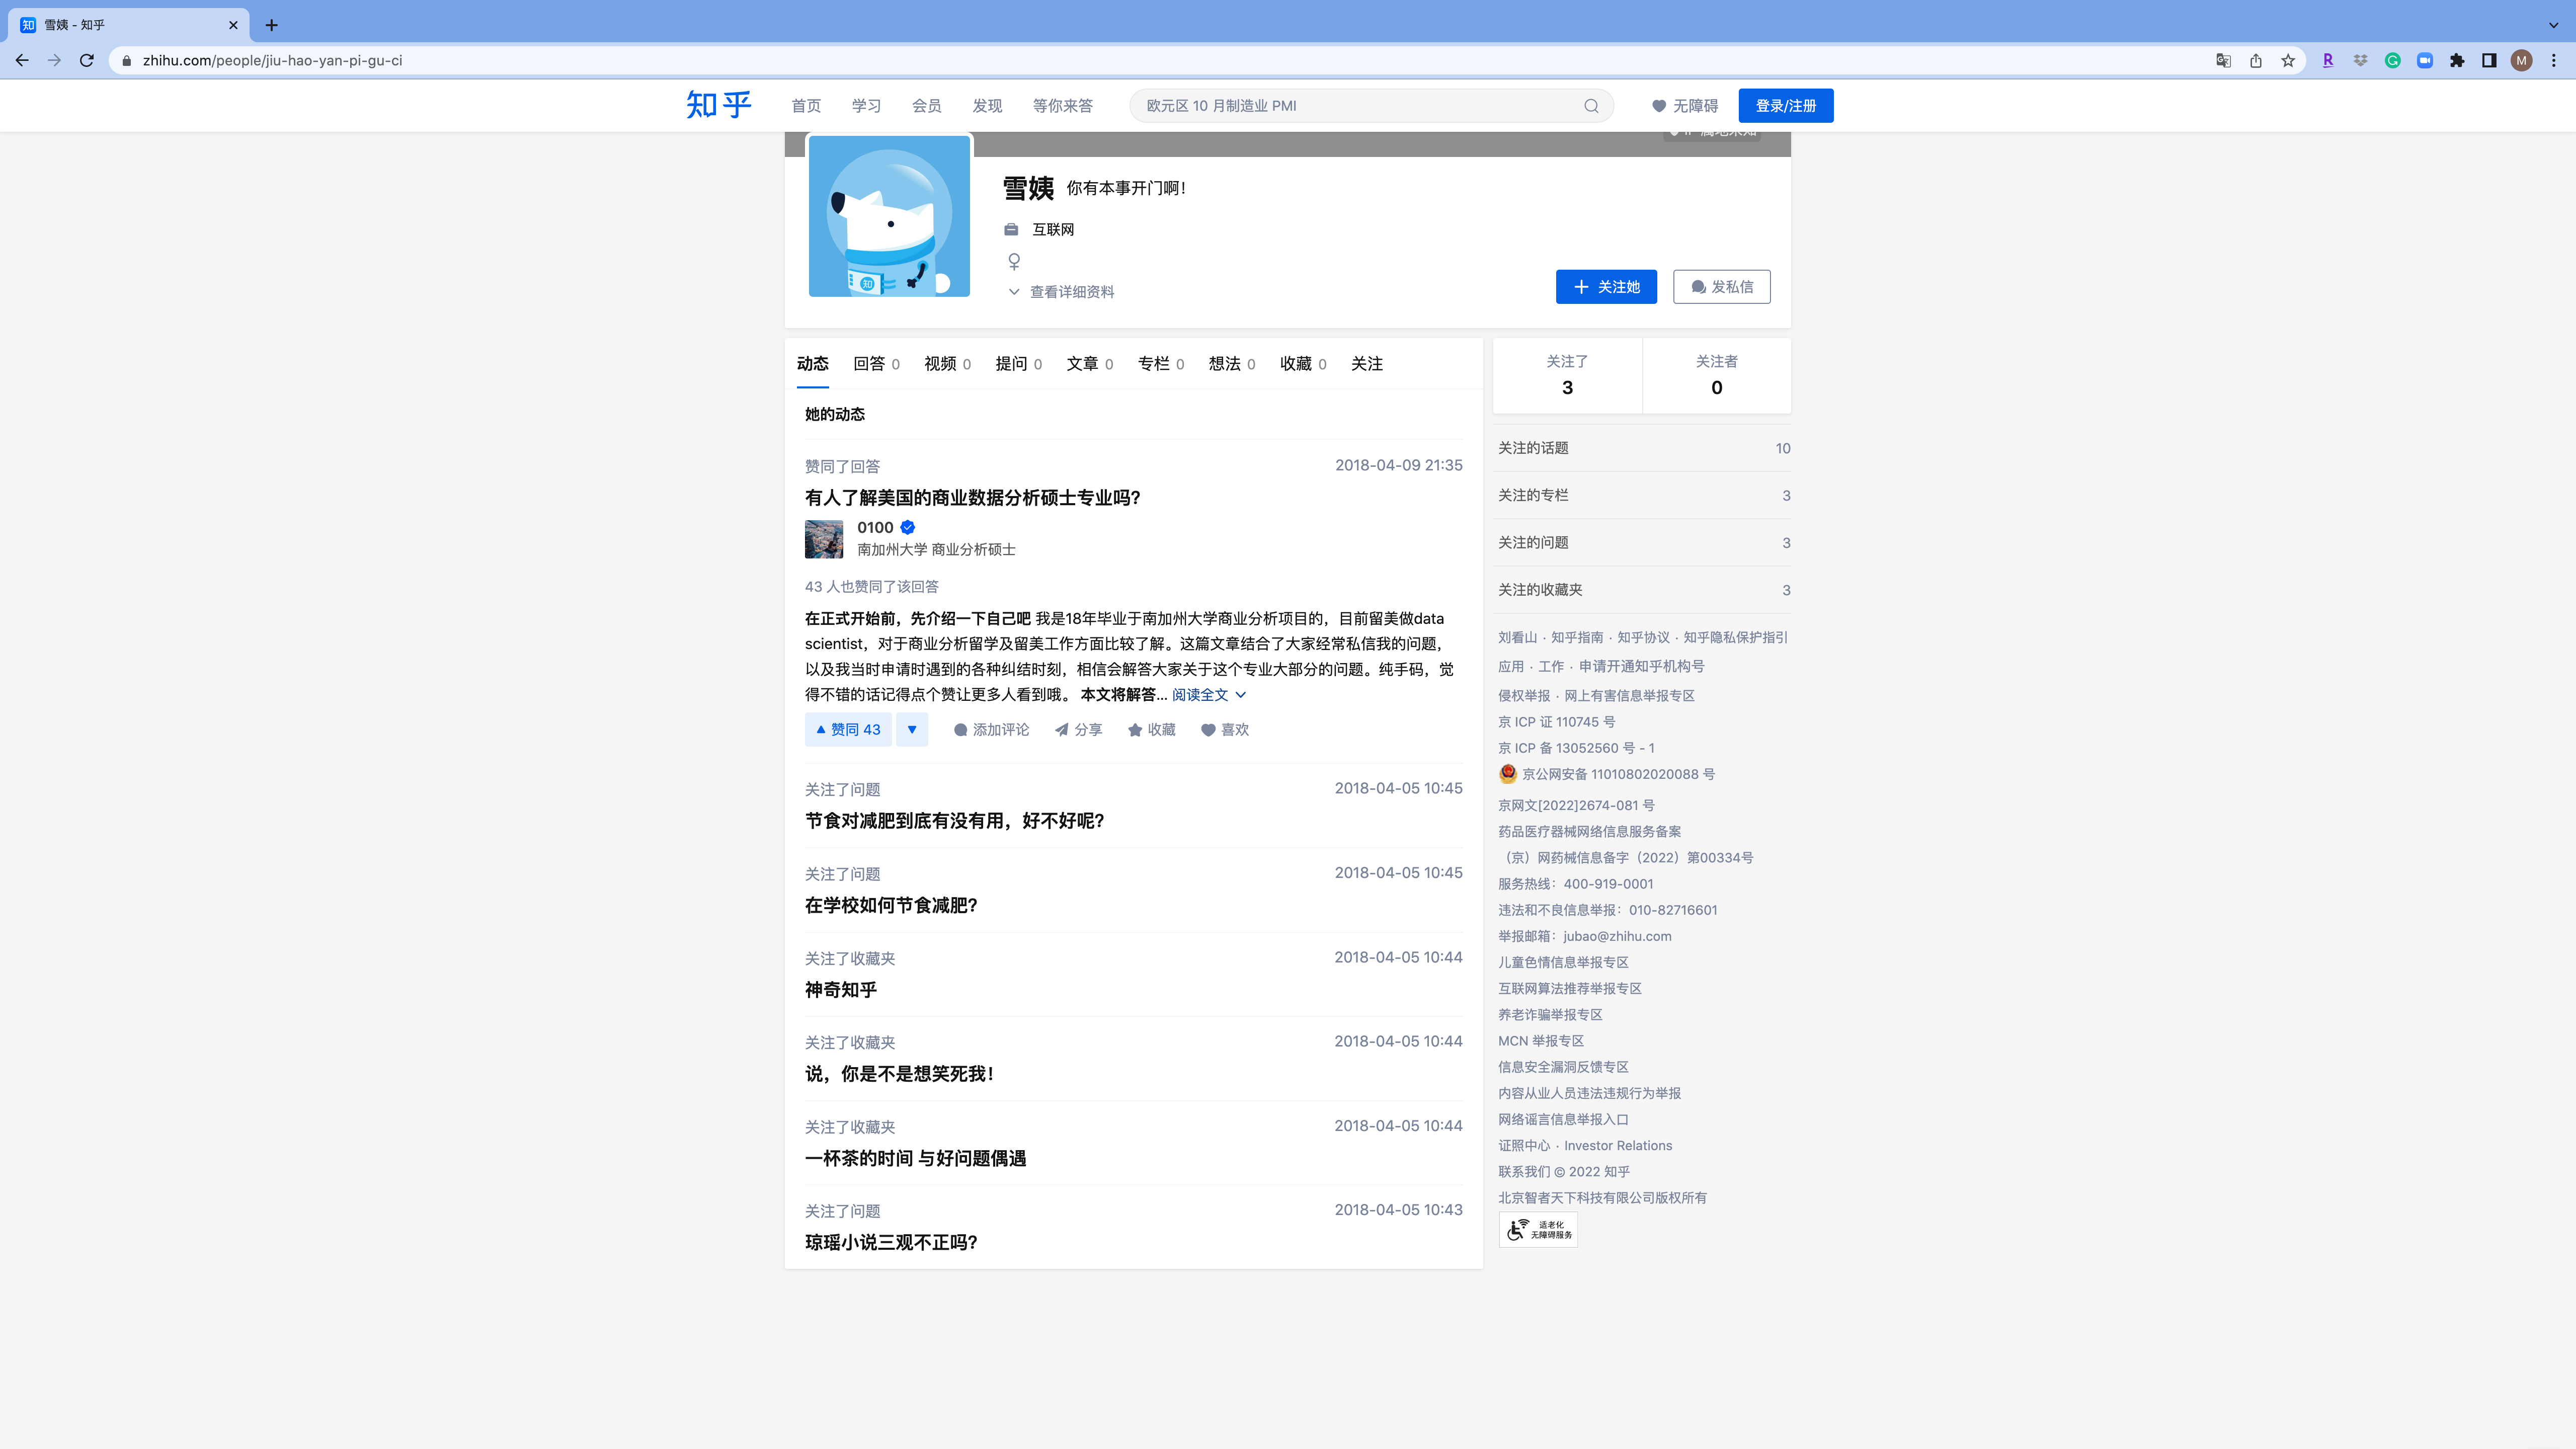 雪姨 - 知乎
zhihu.com/people/jiu-hao-yan-pi-gu-ci
M
知乎
首页 学习 会员 发现 等你来答
欧元区 10 月制造业 PMI
无障碍
登录/注册
雪姨 你有本事开门啊！
互联网
查看详细资料
关注她
发私信
动态 回答 0 视频 0 提问 0 文章 0 专栏 0 想法 0 收藏 0 关注
她的动态
赞同了回答 2018-04-09 21:35
有人了解美国的商业数据分析硕士专业吗？
0100
南加州大学 商业分析硕士
43 人也赞同了该回答
在正式开始前，先介绍一下自己吧 我是18年毕业于南加州大学商业分析项目的，目前留美做data
scientist，对于商业分析留学及留美工作方面比较了解。这篇文章结合了大家经常私信我的问题，
以及我当时申请时遇到的各种纠结时刻，相信会解答大家关于这个专业大部分的问题。纯手码，觉
得不错的话记得点个赞让更多人看到哦。 本文将解答... 阅读全文
赞同 43 添加评论 分享 收藏 喜欢
关注了问题 2018-04-05 10:45
节食对减肥到底有没有用，好不好呢？
关注了问题 2018-04-05 10:45
在学校如何节食减肥？
关注了收藏夹 2018-04-05 10:44
神奇知乎
关注了收藏夹 2018-04-05 10:44
说，你是不是想笑死我！
关注了收藏夹 2018-04-05 10:44
一杯茶的时间 与好问题偶遇
关注了问题 2018-04-05 10:43
琼瑶小说三观不正吗？
关注了 关注者
3 0
关注的话题 10
关注的专栏 3
关注的问题 3
关注的收藏夹 3
刘看山 · 知乎指南 · 知乎协议 · 知乎隐私保护指引
应用 · 工作 · 申请开通知乎机构号
侵权举报 · 网上有害信息举报专区
京 ICP 证 110745 号
京 ICP 备 13052560 号 - 1
京公网安备 11010802020088 号
京网文[2022]2674-081 号
药品医疗器械网络信息服务备案
（京）网药械信息备字（2022）第00334号
服务热线：400-919-0001
违法和不良信息举报：010-82716601
举报邮箱：jubao@zhihu.com
儿童色情信息举报专区
互联网算法推荐举报专区
养老诈骗举报专区
MCN 举报专区
信息安全漏洞反馈专区
内容从业人员违法违规行为举报
网络谣言信息举报入口
证照中心 · Investor Relations
联系我们 © 2022 知乎
北京智者天下科技有限公司版权所有
适老化
无障碍服务